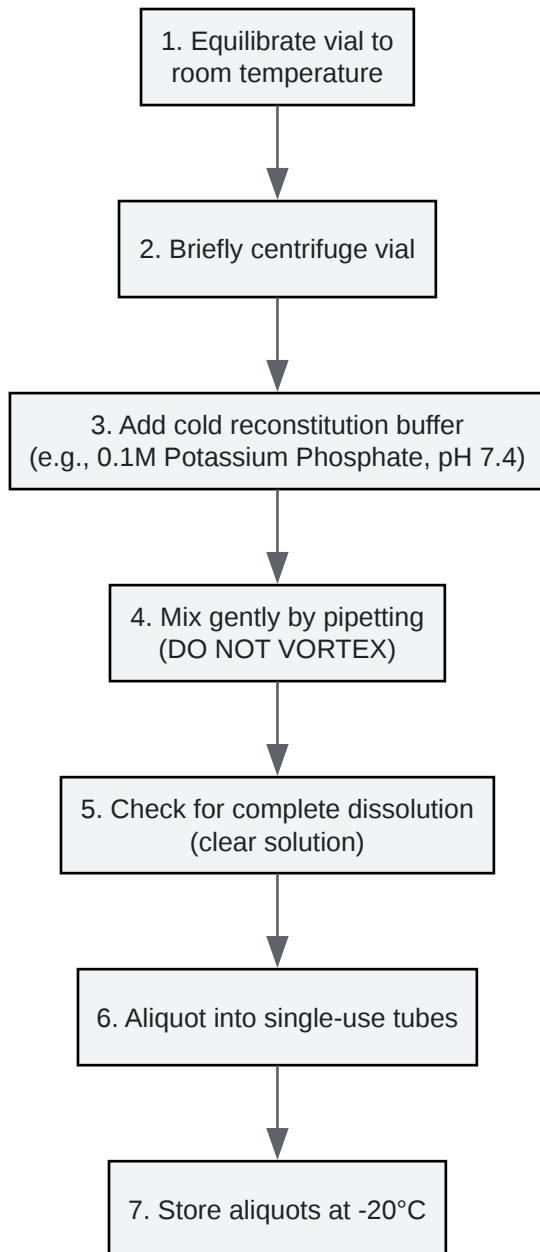 1. Equilibrate vial to
room temperature
2. Briefly centrifuge vial
3. Add cold reconstitution buffer
(e.g., 0.1M Potassium Phosphate, pH 7.4)
4. Mix gently by pipetting
(DO NOT VORTEX)
5. Check for complete dissolution
(clear solution)
6. Aliquot into single-use tubes
7. Store aliquots at -20°C